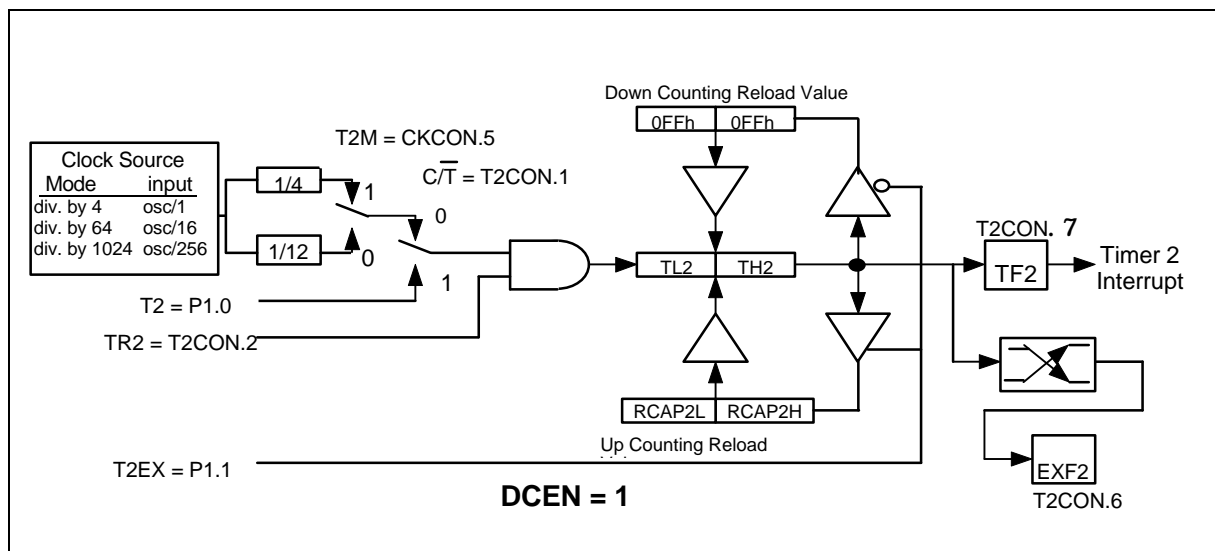 Down Counting Reload Value
0FFh 0FFh
T2M = CKCON.5
C/T̅ = T2CON.1
Clock Source
Mode input
div. by 4 osc/1
div. by 64 osc/16
div. by 1024 osc/256
1/4
1/12
1
0
0
1
T2CON. 7
TL2 TH2
TF2
Timer 2
Interrupt
T2 = P1.0
TR2 = T2CON.2
RCAP2L RCAP2H
Up Counting Reload
T2EX = P1.1
EXF2
DCEN = 1
T2CON.6